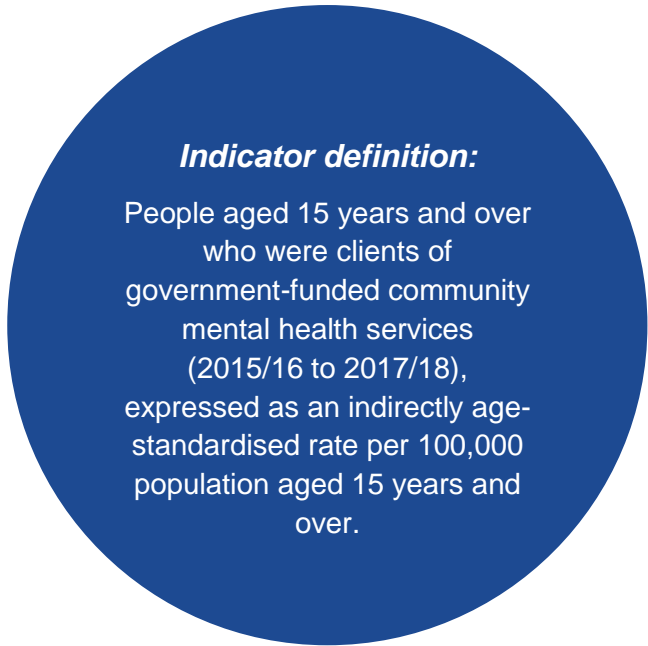 Indicator definition:
People aged 15 years and over
who were clients of
government-funded community
mental health services
(2015/16 to 2017/18),
expressed as an indirectly age-
standardised rate per 100,000
population aged 15 years and
over.